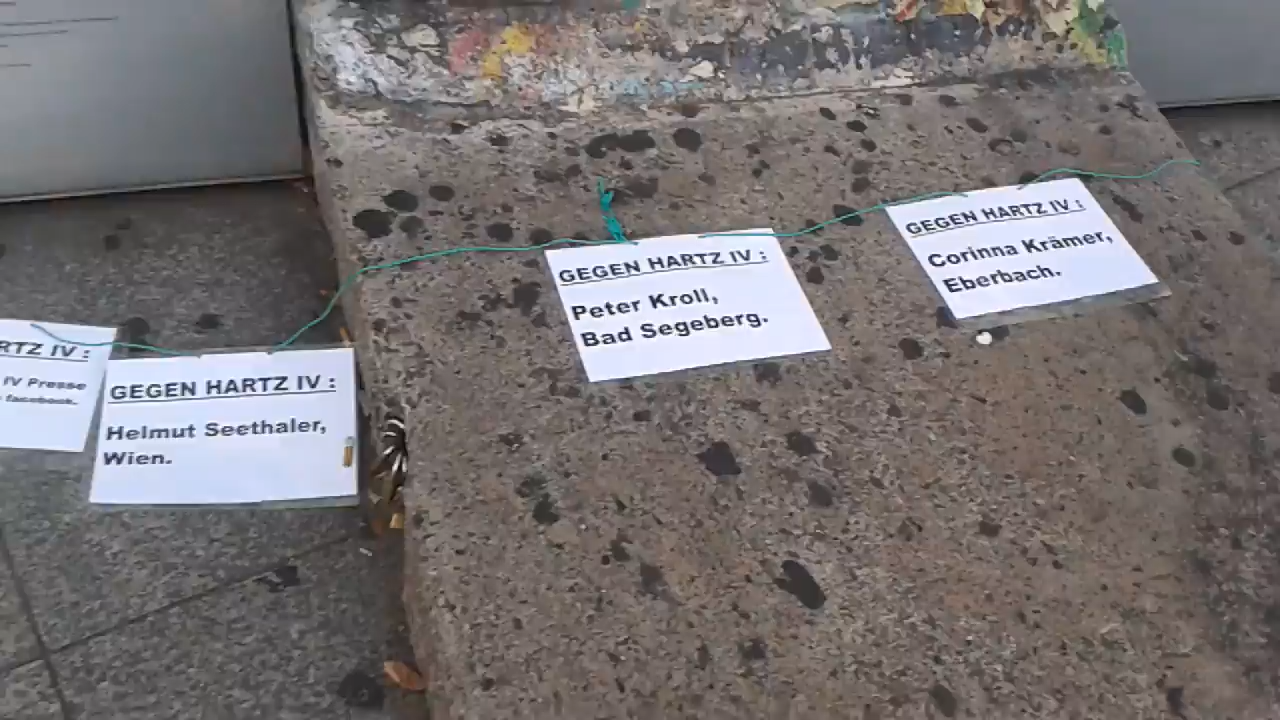 RTZ IV :
IV Presse
facebook.
GEGEN HARTZ IV :
Helmut Seethaler,
Wien.
GEGEN HARTZ IV :
Peter Kroll,
Bad Segeberg.
GEGEN HARTZ IV :
Corinna Krämer,
Eberbach.